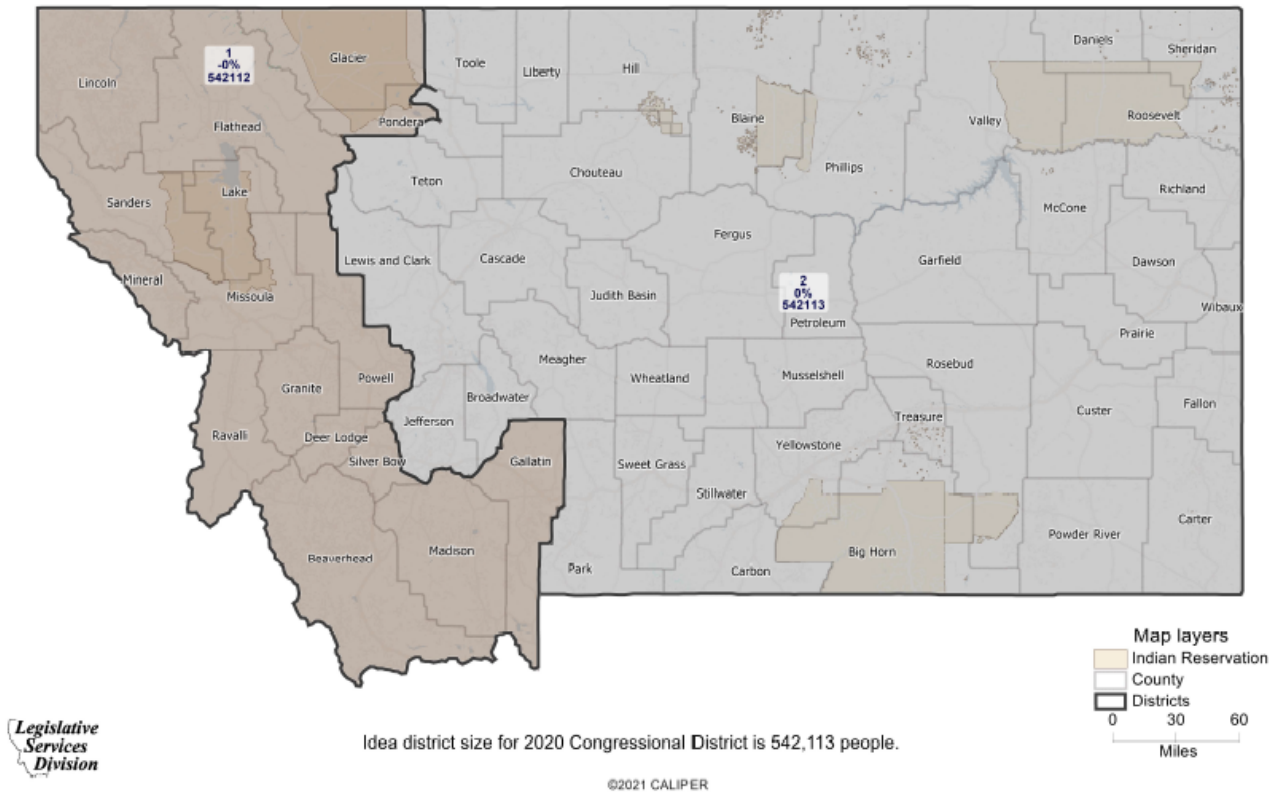 Daniels
Sheridan
1
-0%
542112
Glacier
Toole
Liberty
Hill
Lincoln
Flathead
Pondera
Blaine
Valley
Roosevelt
Phillips
Chouteau
Teton
Lake
Sanders
Richland
McCone
Fergus
Lewis and Clark
Cascade
Garfield
Dawson
Mineral
Missoula
Judith Basin
2
0%
542113
Petroleum
Wibaux
Prairie
Meagher
Rosebud
Powell
Granite
Wheatland
Musselshell
Broadwater
Jefferson
Treasure
Custer
Fallon
Ravalli
Deer Lodge
Yellowstone
Silver Bow
Gallatin
Sweet Grass
Stillwater
Carter
Powder River
Beaverhead
Madison
Big Horn
Park
Carbon
Map layers
Indian Reservation
County
Districts
0 30 60
Miles
Legislative
Services
Division
Idea district size for 2020 Congressional District is 542,113 people.
©2021 CALIPER